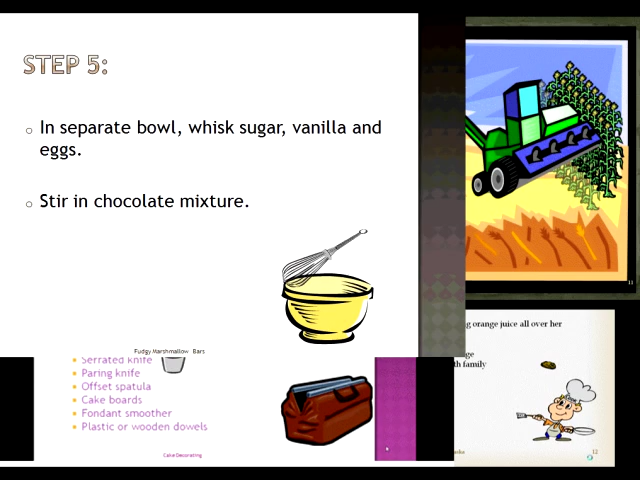 STEP 5:
In separate bowl, whisk sugar, vanilla and
eggs.
Stir in chocolate mixture.
Fudgy Marshmallow Bars
Serrated knife
Paring knife
Offset spatula
Cake boards
Fondant smoother
Plastic or wooden dowels
Cake Decorating
11
orange juice all over her
family
12